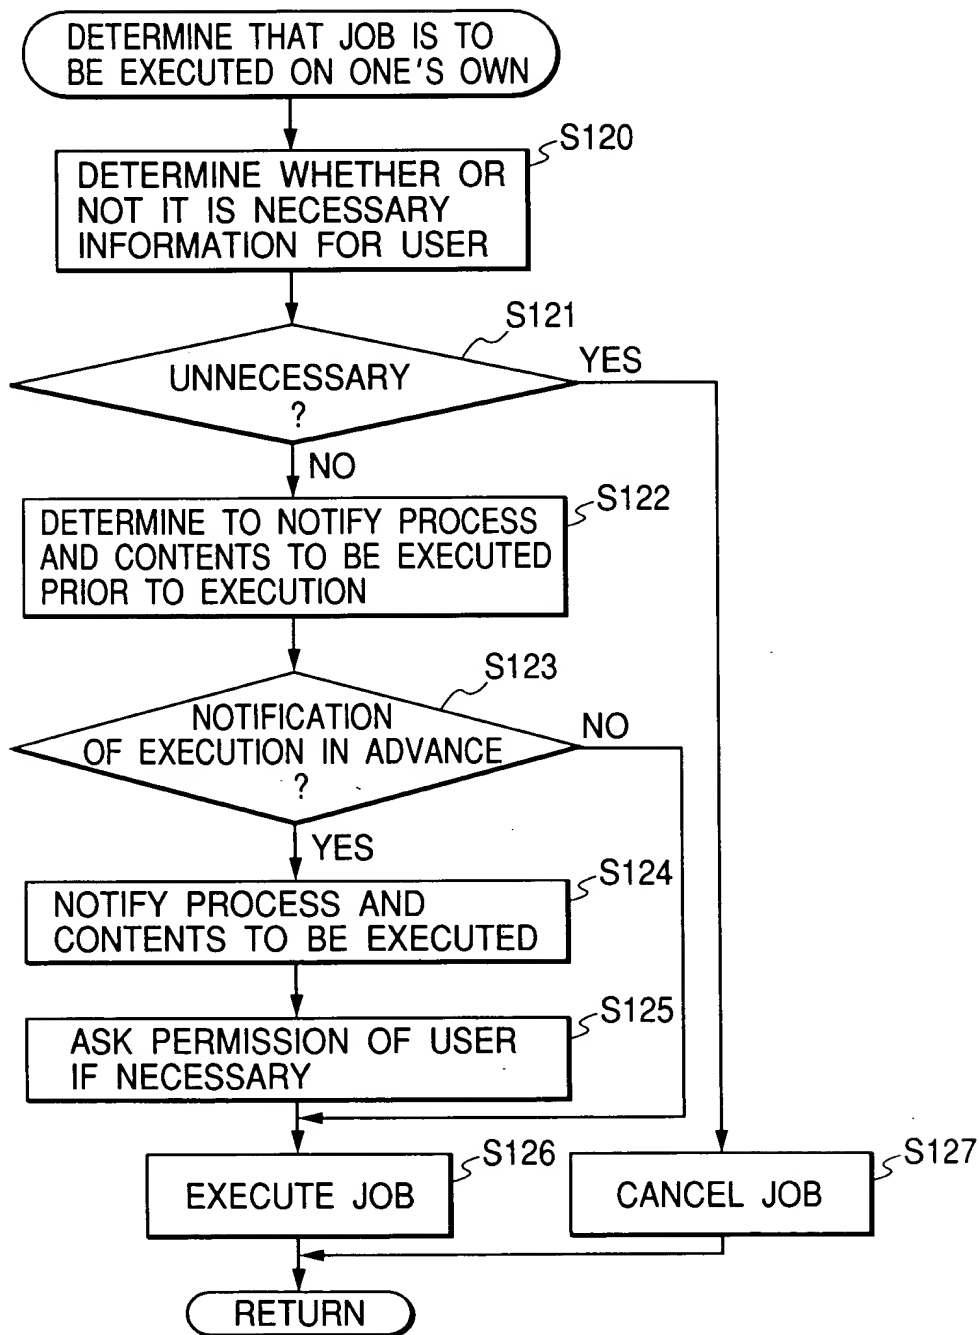 DETERMINE THAT JOB IS TO
BE EXECUTED ON ONE'S OWN
S120
DETERMINE WHETHER OR
NOT IT IS NECESSARY
INFORMATION FOR USER
S121
UNNECESSARY
?
YES
NO
S122
DETERMINE TO NOTIFY PROCESS
AND CONTENTS TO BE EXECUTED
PRIOR TO EXECUTION
S123
NOTIFICATION
OF EXECUTION IN ADVANCE
?
NO
YES
S124
NOTIFY PROCESS AND
CONTENTS TO BE EXECUTED
S125
ASK PERMISSION OF USER
IF NECESSARY
S126
EXECUTE JOB
S127
CANCEL JOB
RETURN